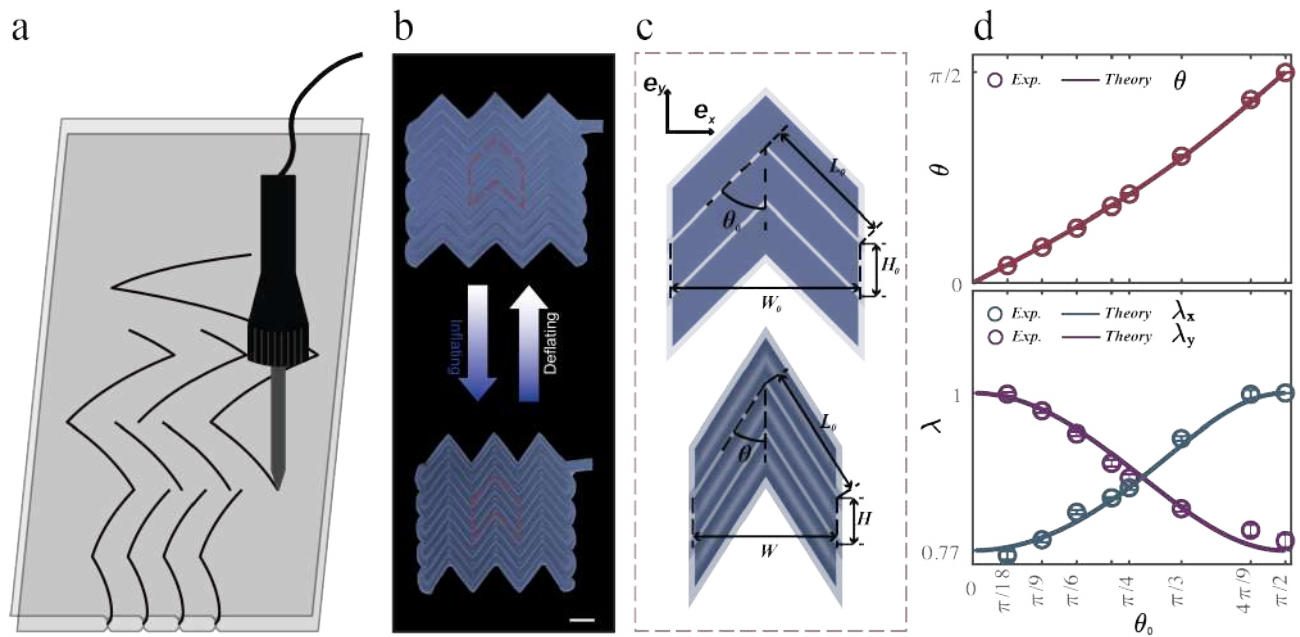 a
b
Inflating
Deflating
c
e_y
e_x
L_0
θ_0
H_0
W_0
L_0
θ
H
W
d
π/2
Exp.
Theory
θ
θ
0
Exp.
Theory
λ_x
Exp.
Theory
λ_y
1
λ
0.77
0
π/18
π/9
π/6
π/4
π/3
4π/9
π/2
θ_0